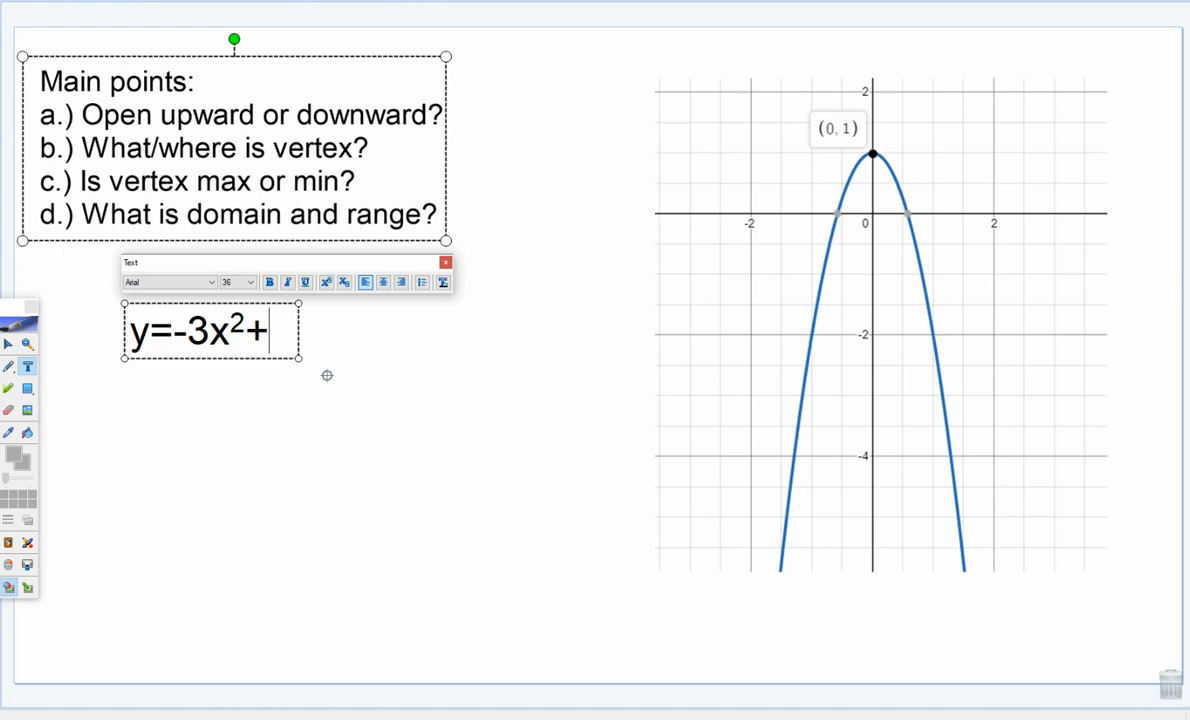 Main points:
a.) Open upward or downward?
b.) What/where is vertex?
c.) Is vertex max or min?
d.) What is domain and range?
Text
Arial 36 B I U
y=-3x²+
2
(0, 1)
-2 0 2
-2
-4